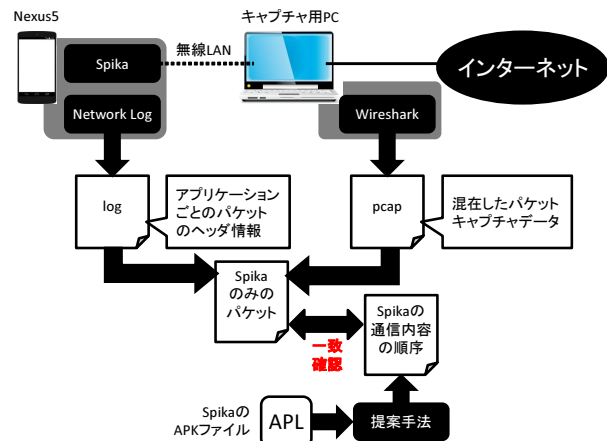 Nexus5
キャプチャ用PC
無線LAN
Spika
インターネット
Network Log
Wireshark
log
アプリケーション
ごとのパケット
のヘッダ情報
pcap
混在したパケット
キャプチャデータ
Spika
のみの
パケット
Spikaの
通信内容
の順序
一致
確認
Spikaの
APKファイル
APL
提案手法